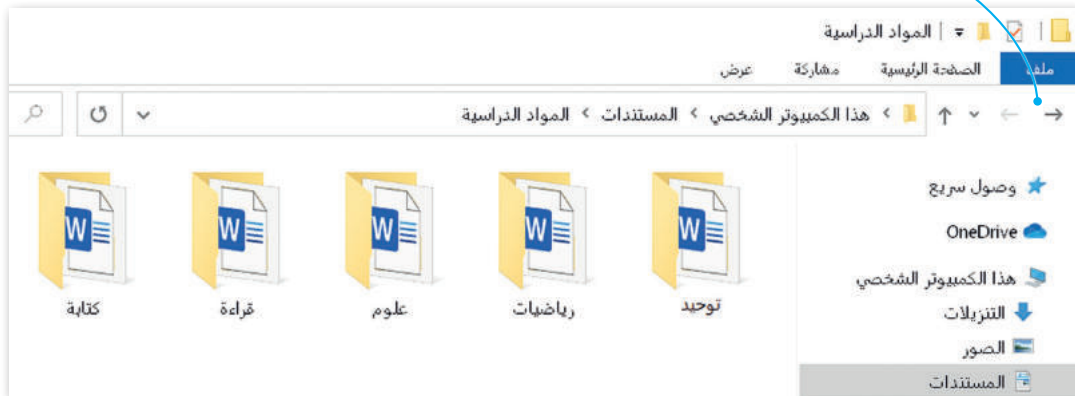 المواد الدراسية
ملف الصفحة الرئيسية مشاركة عرض
هذا الكمبيوتر الشخصي > المستندات > المواد الدراسية
وصول سريع
OneDrive
هذا الكمبيوتر الشخصي
التنزيلات
الصور
المستندات
توحيد
رياضيات
علوم
قراءة
كتابة